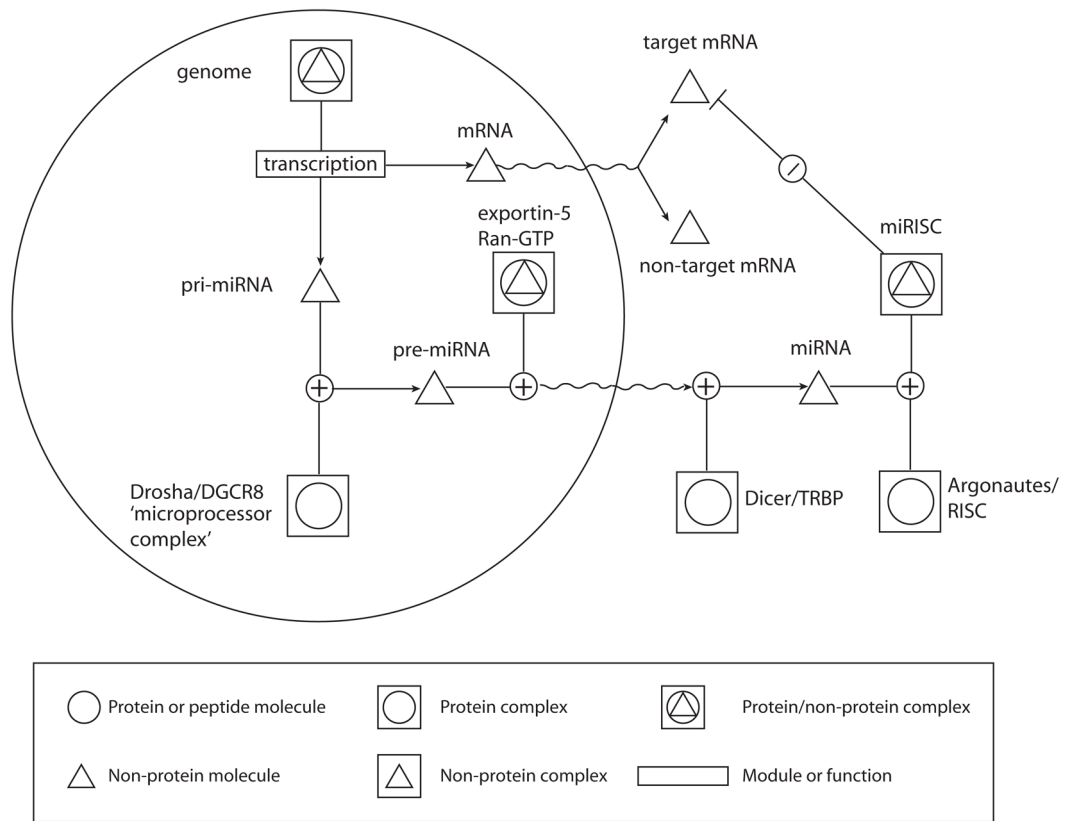 target mRNA
genome
mRNA
transcription
exportin-5
Ran-GTP
miRISC
non-target mRNA
pri-miRNA
pre-miRNA
miRNA
Drosha/DGCR8
‘microprocessor
complex’
Dicer/TRBP
Argonautes/
RISC
Protein or peptide molecule
Protein complex
Protein/non-protein complex
Non-protein molecule
Non-protein complex
Module or function